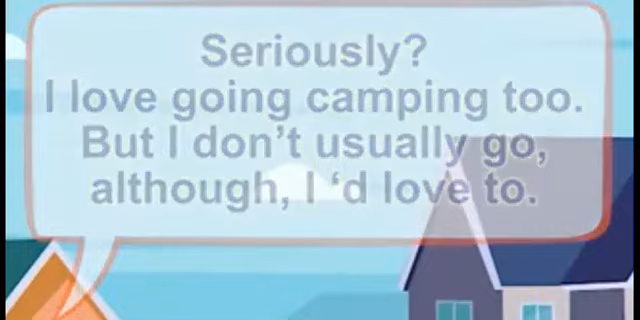 Seriously?
I love going camping too.
But I don’t usually go,
although, I ‘d love to.